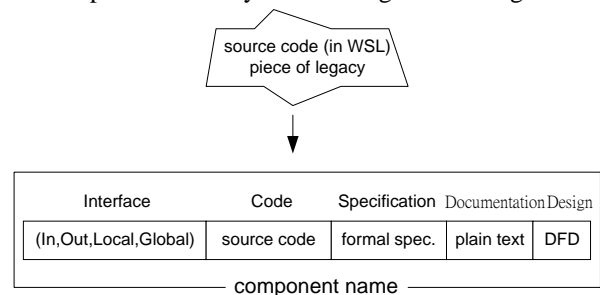 source code (in WSL)
piece of legacy
Interface Code Specification Documentation Design
(In,Out,Local,Global) source code formal spec. plain text DFD
component name